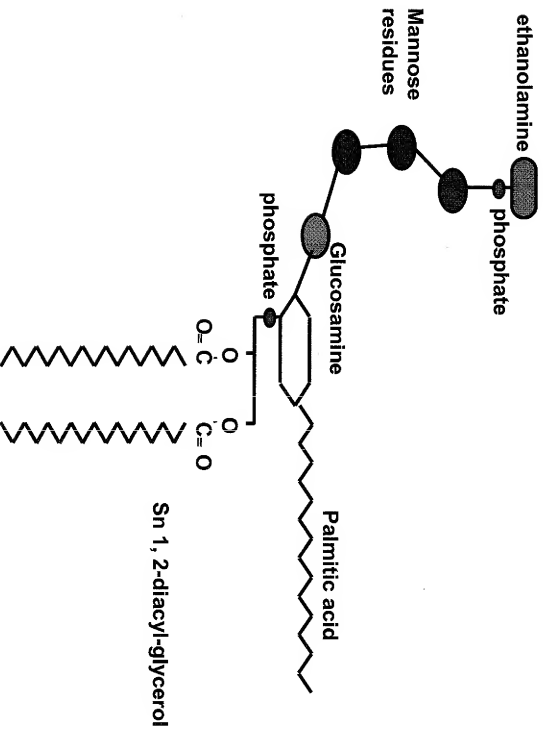 ethanolamine
phosphate
Mannose
residues
Glucosamine
phosphate
Palmitic acid
O
O
O= C
C= O
Sn 1, 2-diacyl-glycerol